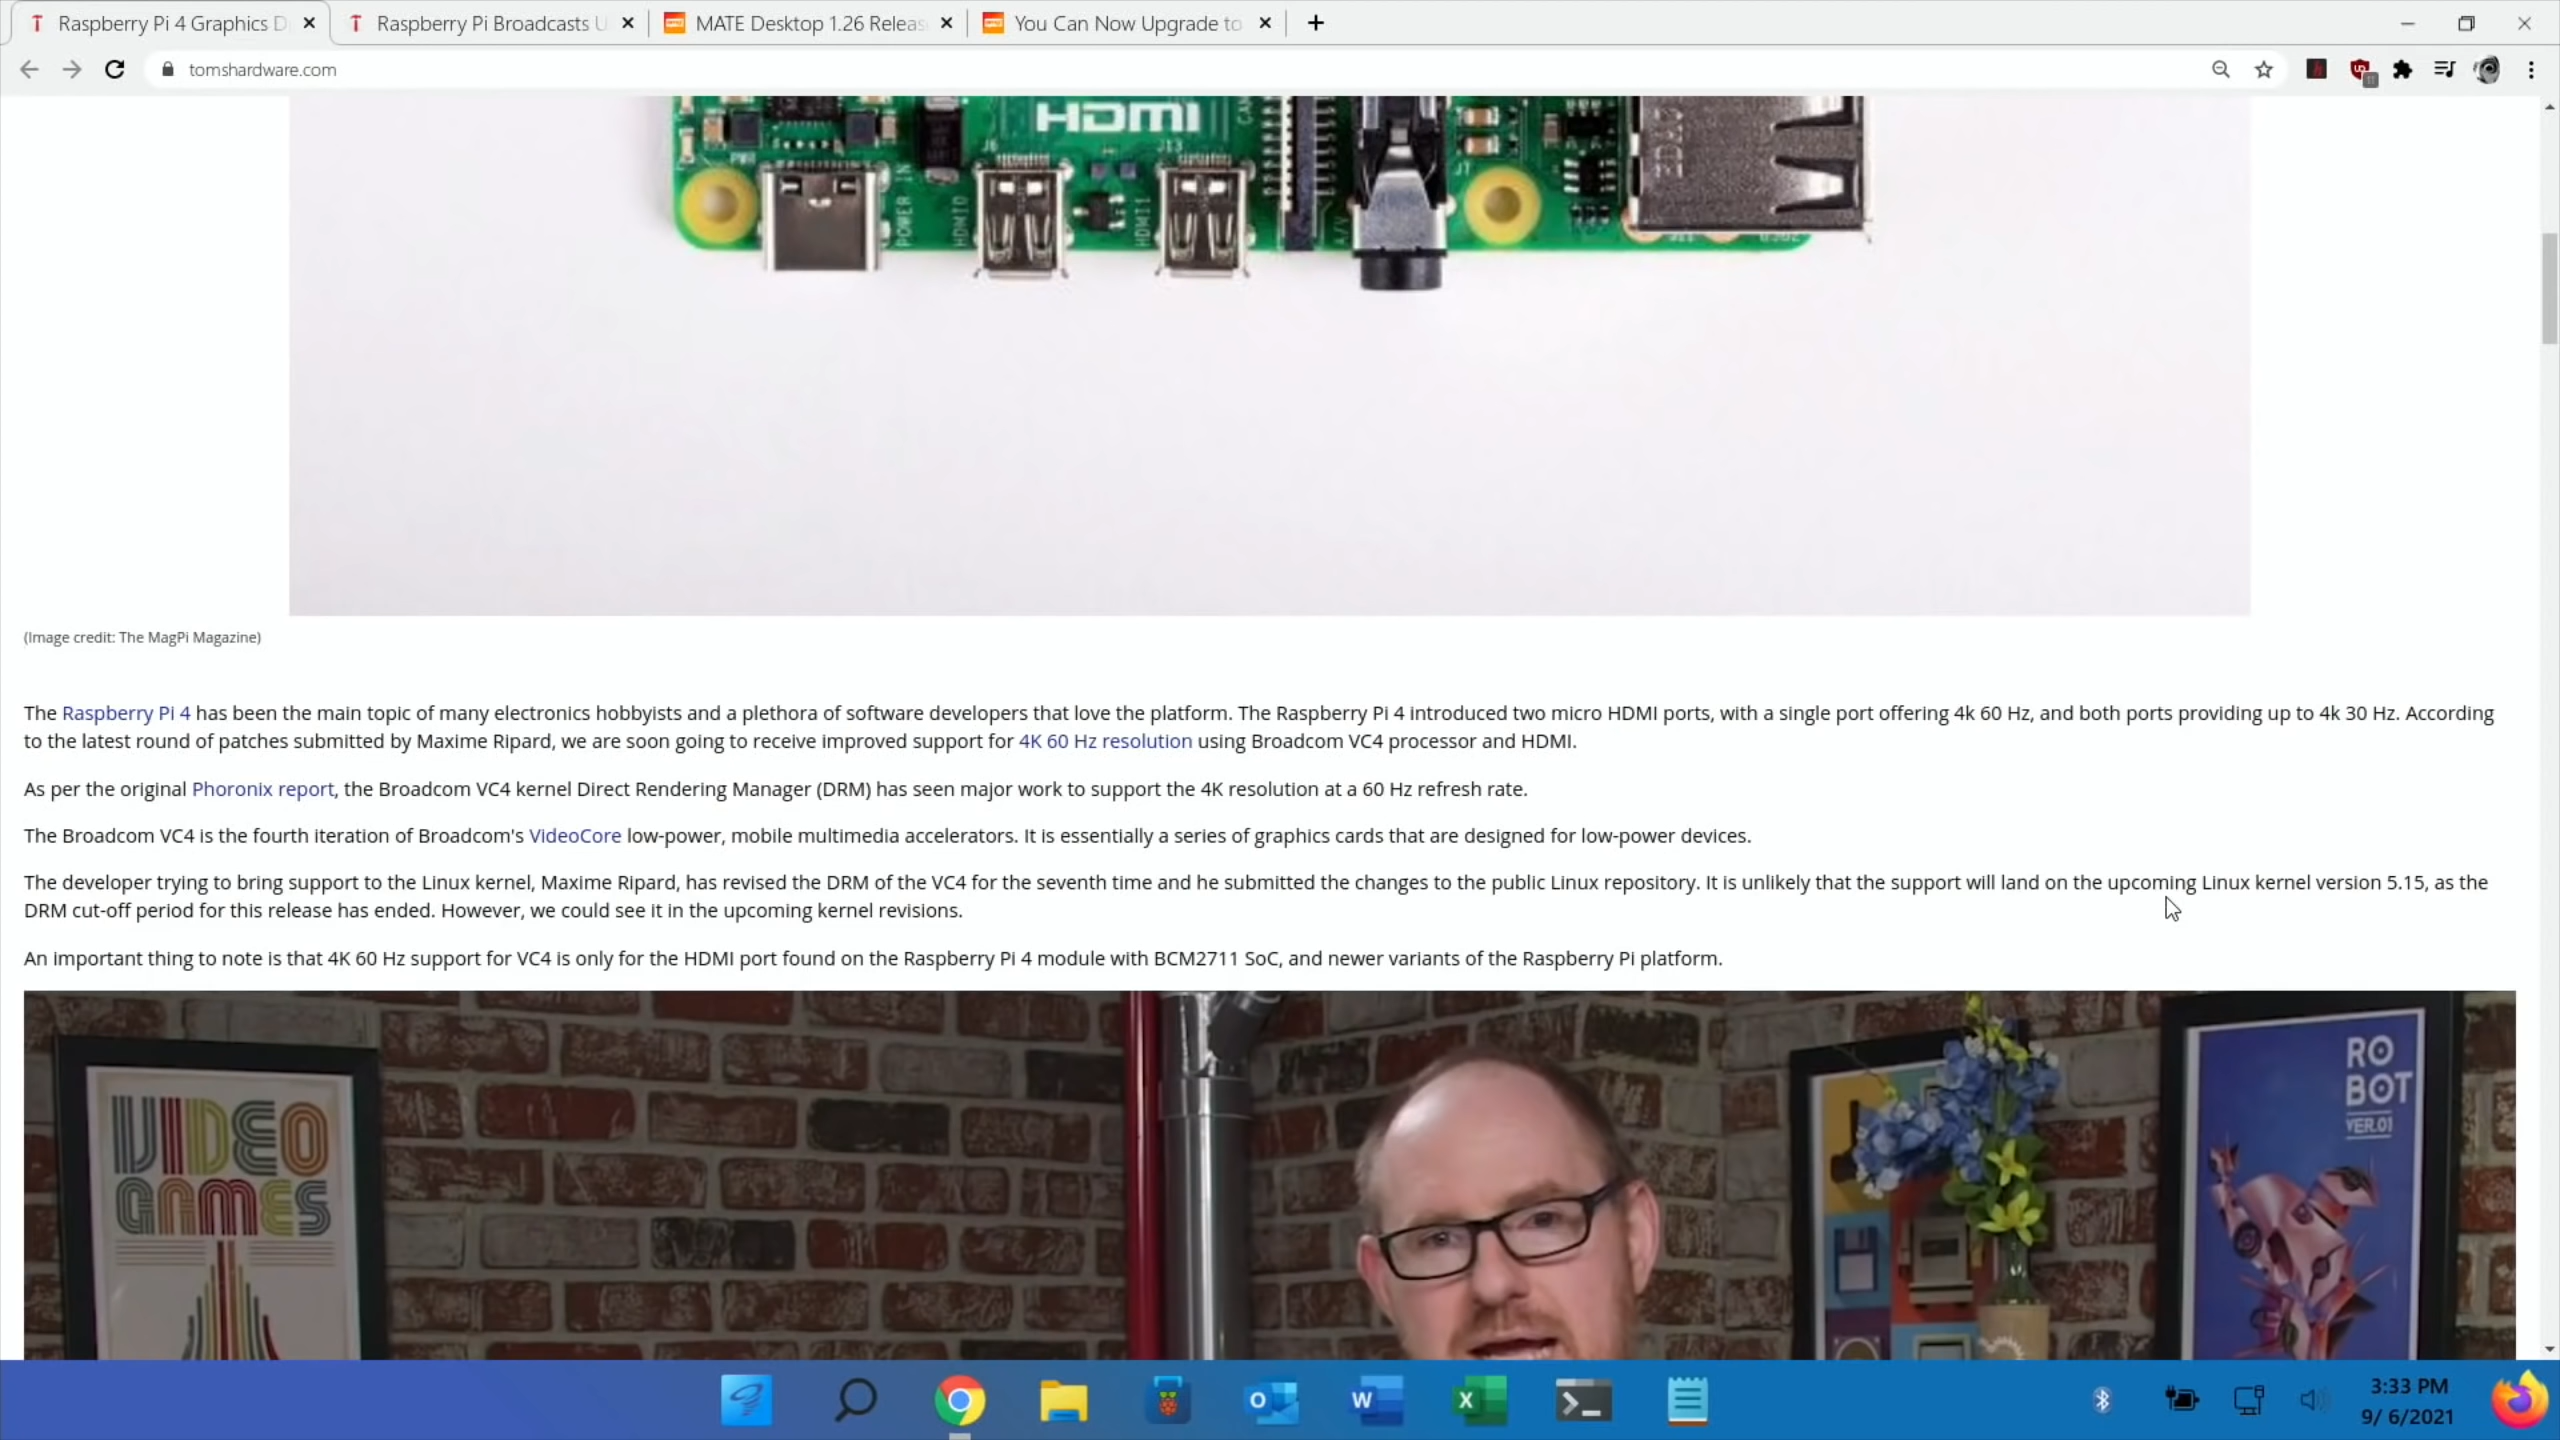 Raspberry Pi 4 Graphics D
Raspberry Pi Broadcasts U
MATE Desktop 1.26 Releas
You Can Now Upgrade to
tomshardware.com
HDMI
J6
J13
POWER IN
HDMI0
HDMI1
A/V
(Image credit: The MagPi Magazine)
The Raspberry Pi 4 has been the main topic of many electronics hobbyists and a plethora of software developers that love the platform. The Raspberry Pi 4 introduced two micro HDMI ports, with a single port offering 4k 60 Hz, and both ports providing up to 4k 30 Hz. According
to the latest round of patches submitted by Maxime Ripard, we are soon going to receive improved support for 4K 60 Hz resolution using Broadcom VC4 processor and HDMI.
As per the original Phoronix report, the Broadcom VC4 kernel Direct Rendering Manager (DRM) has seen major work to support the 4K resolution at a 60 Hz refresh rate.
The Broadcom VC4 is the fourth iteration of Broadcom's VideoCore low-power, mobile multimedia accelerators. It is essentially a series of graphics cards that are designed for low-power devices.
The developer trying to bring support to the Linux kernel, Maxime Ripard, has revised the DRM of the VC4 for the seventh time and he submitted the changes to the public Linux repository. It is unlikely that the support will land on the upcoming Linux kernel version 5.15, as the
DRM cut-off period for this release has ended. However, we could see it in the upcoming kernel revisions.
An important thing to note is that 4K 60 Hz support for VC4 is only for the HDMI port found on the Raspberry Pi 4 module with BCM2711 SoC, and newer variants of the Raspberry Pi platform.
VIDEO
GAMES
RO
BOT
VER.01
3:33 PM
9/ 6/2021